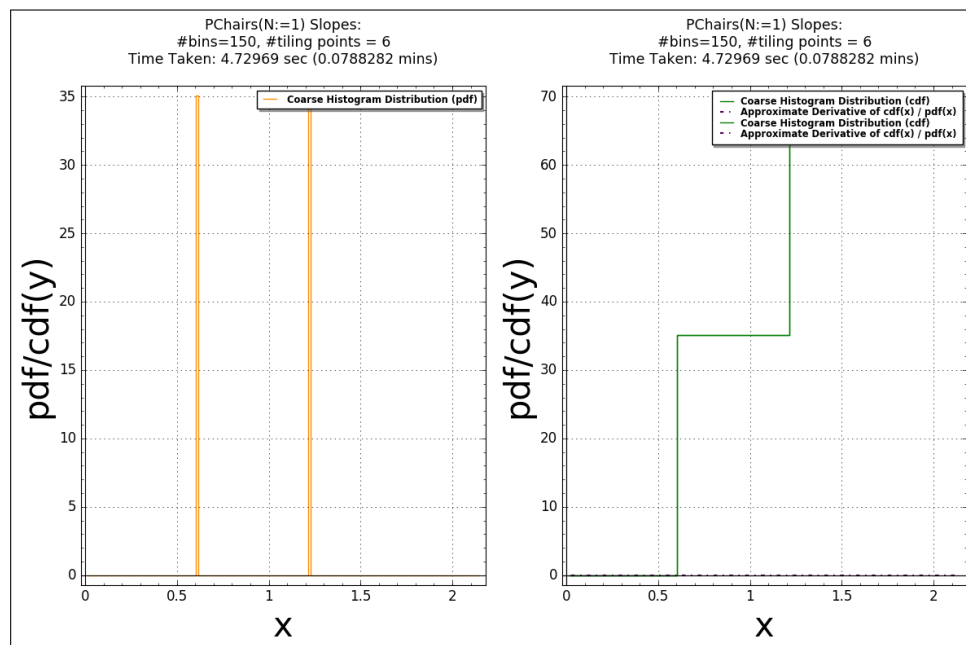 PChairs(N:=1) Slopes:
#bins=150, #tiling points = 6
Time Taken: 4.72969 sec (0.0788282 mins)
Coarse Histogram Distribution (pdf)
35
30
25
20
15
10
5
0
pdf/cdf(y)
0
0.5
1
1.5
2
x
PChairs(N:=1) Slopes:
#bins=150, #tiling points = 6
Time Taken: 4.72969 sec (0.0788282 mins)
Coarse Histogram Distribution (cdf)
Approximate Derivative of cdf(x) / pdf(x)
Coarse Histogram Distribution (cdf)
Approximate Derivative of cdf(x) / pdf(x)
70
60
50
40
30
20
10
0
pdf/cdf(y)
0
0.5
1
1.5
2
x